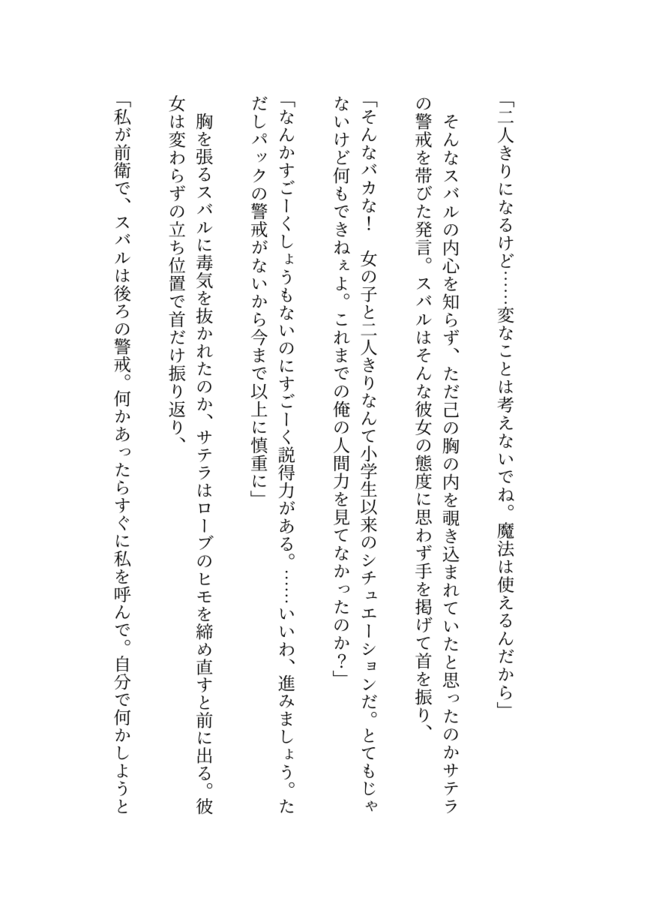 「二人きりになるけど……変なことは考えないでね。魔法は使えるんだから」
そんなスバルの内心を知らず、ただ己の胸の内を覗き込まれていたと思ったのかサテラ
の警戒を帯びた発言。スバルはそんな彼女の態度に思わず手を掲げて首を振り、
「そんなバカな！　女の子と二人きりなんて小学生以来のシチュエーションだ。とてもじゃ
ないけど何もできねぇよ。これまでの俺の人間力を見てなかったのか？」
「なんかすごーくしょうもないのにすごーく説得力がある。……いいわ、進みましょう。た
だしパックの警戒がないから今まで以上に慎重に」
胸を張るスバルに毒気を抜かれたのか、サテラはローブのヒモを締め直すと前に出る。彼
女は変わらずの立ち位置で首だけ振り返り、
「私が前衛で、スバルは後ろの警戒。何かあったらすぐに私を呼んで。自分で何かしようと